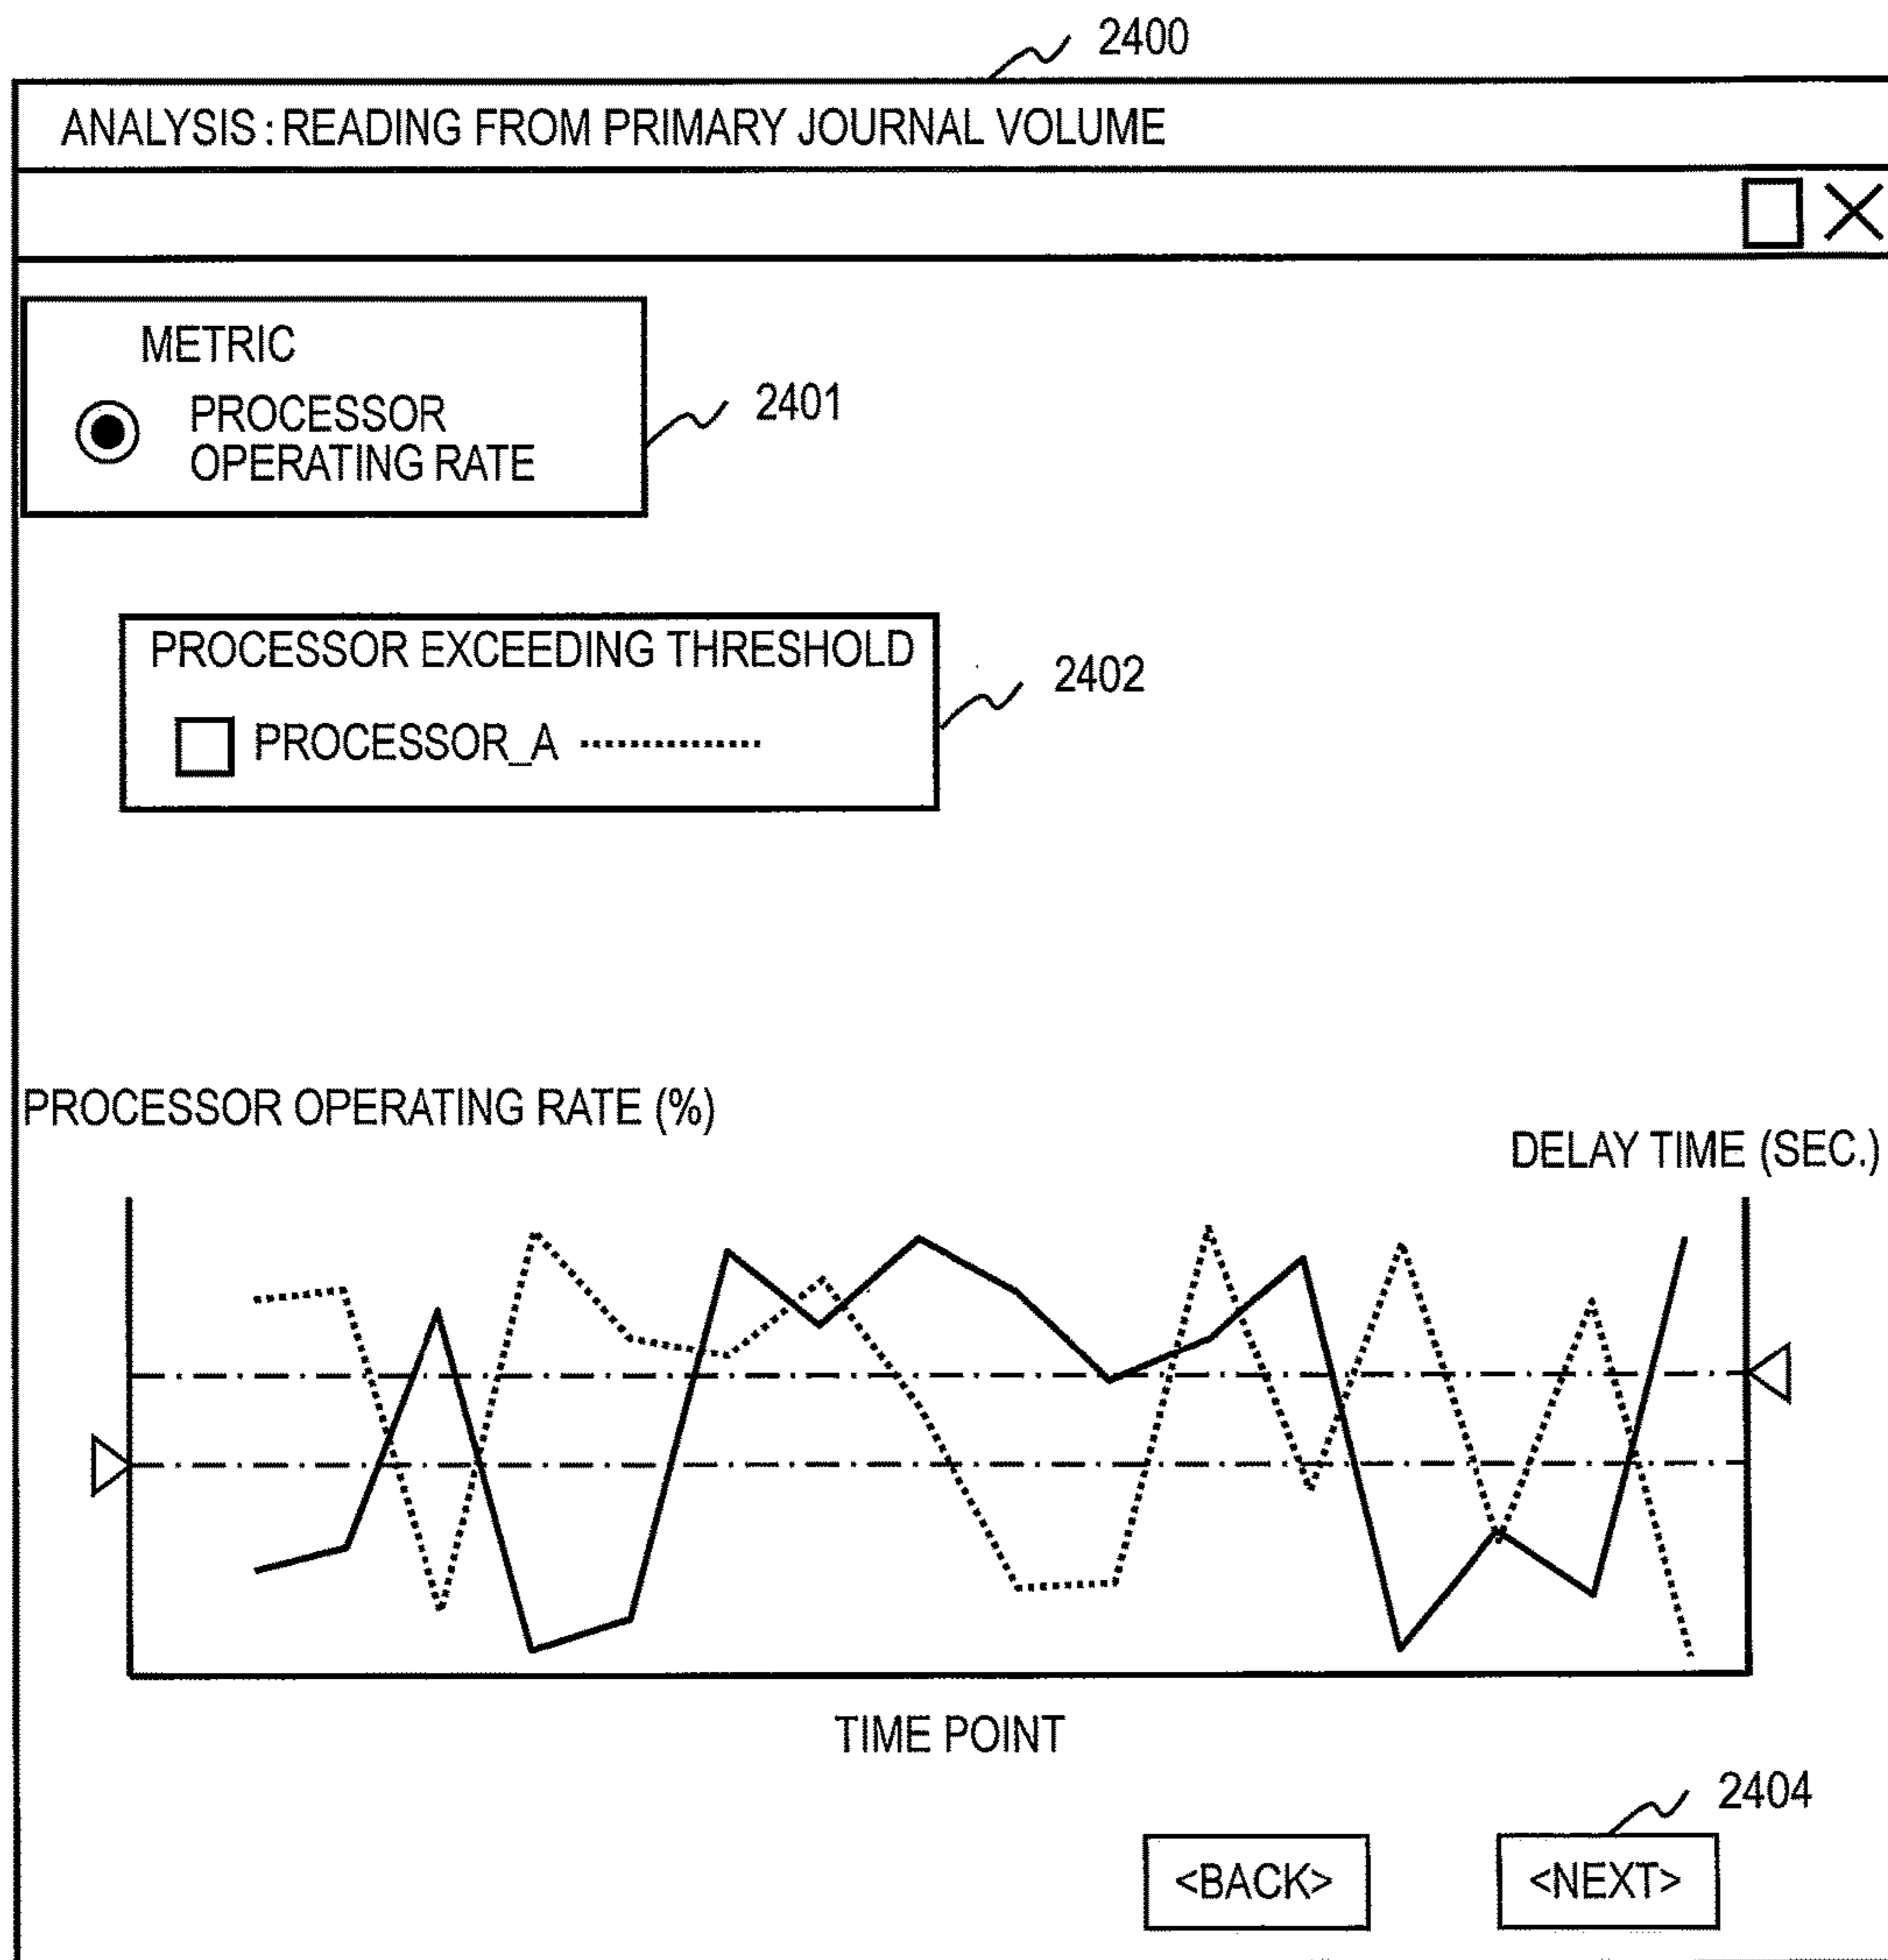 2400
ANALYSIS : READING FROM PRIMARY JOURNAL VOLUME
METRIC
PROCESSOR
OPERATING RATE
2401
PROCESSOR EXCEEDING THRESHOLD
2402
PROCESSOR_A
PROCESSOR OPERATING RATE (%)
DELAY TIME (SEC.)
TIME POINT
2404
<BACK>
<NEXT>